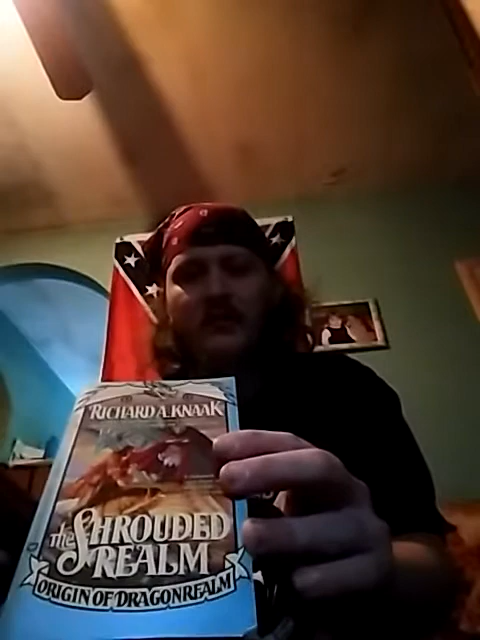 RICHARD A. KNAAK
the SHROUDED
REALM
ORIGIN OF DRAGONREALM